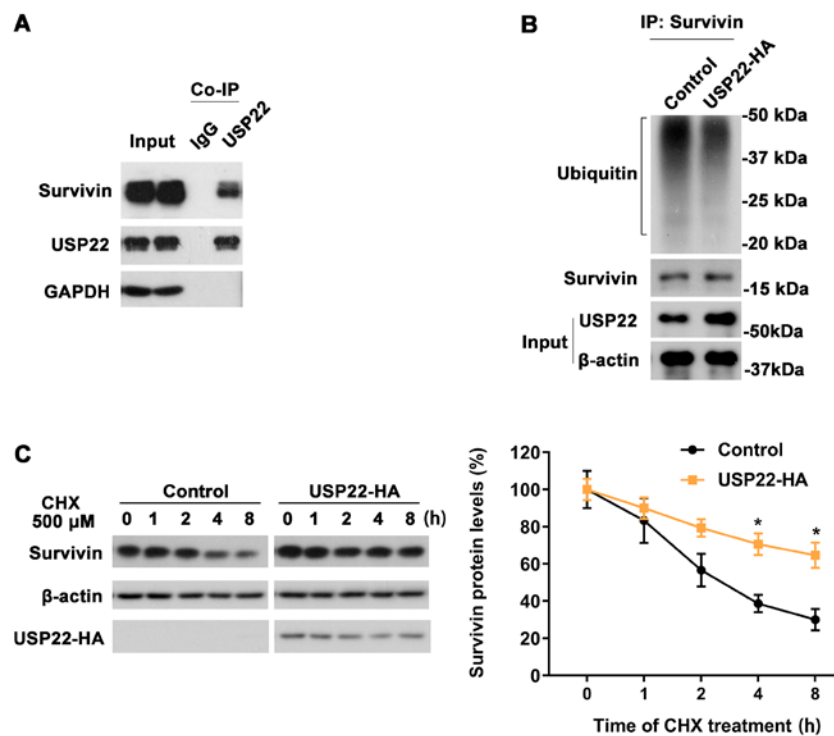 A
Co-IP
Input IgG USP22
Survivin
USP22
GAPDH
B
IP: Survivin
Control USP22-HA
Ubiquitin
-50 kDa
-37 kDa
-25 kDa
-20 kDa
Survivin
-15 kDa
Input
USP22
-50kDa
β-actin
-37kDa
C
CHX
500 μM
Control USP22-HA
0 1 2 4 8 0 1 2 4 8 (h)
Survivin
β-actin
USP22-HA
Survivin protein levels (%)
120
100
80
60
40
20
0
Control
USP22-HA
* *
0 1 2 4 8
Time of CHX treatment (h)